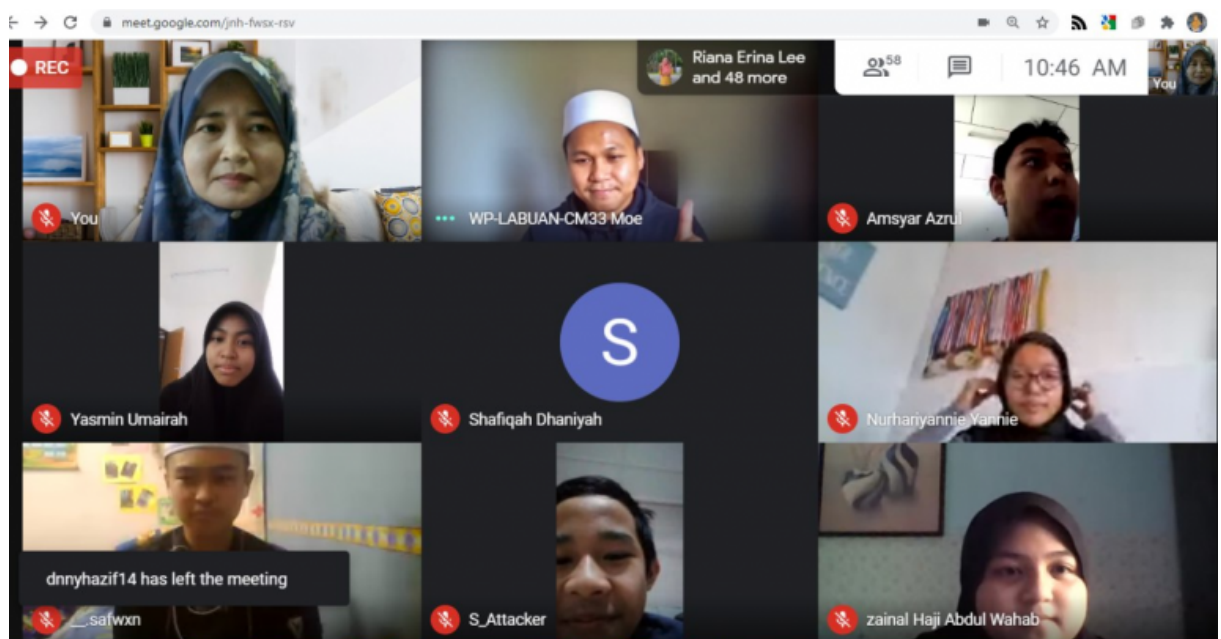 meet.google.com/jnh-fwsx-rsv
REC
Riana Erina Lee
and 48 more
58
10:46 AM
You
You
WP-LABUAN-CM33 Moe
Amsyar Azrul
Yasmin Umairah
S
Shafiqah Dhaniyah
Nurhariyannie Yannie
dnnyhazif14 has left the meeting
__.safwxn
S_Attacker
zainal Haji Abdul Wahab